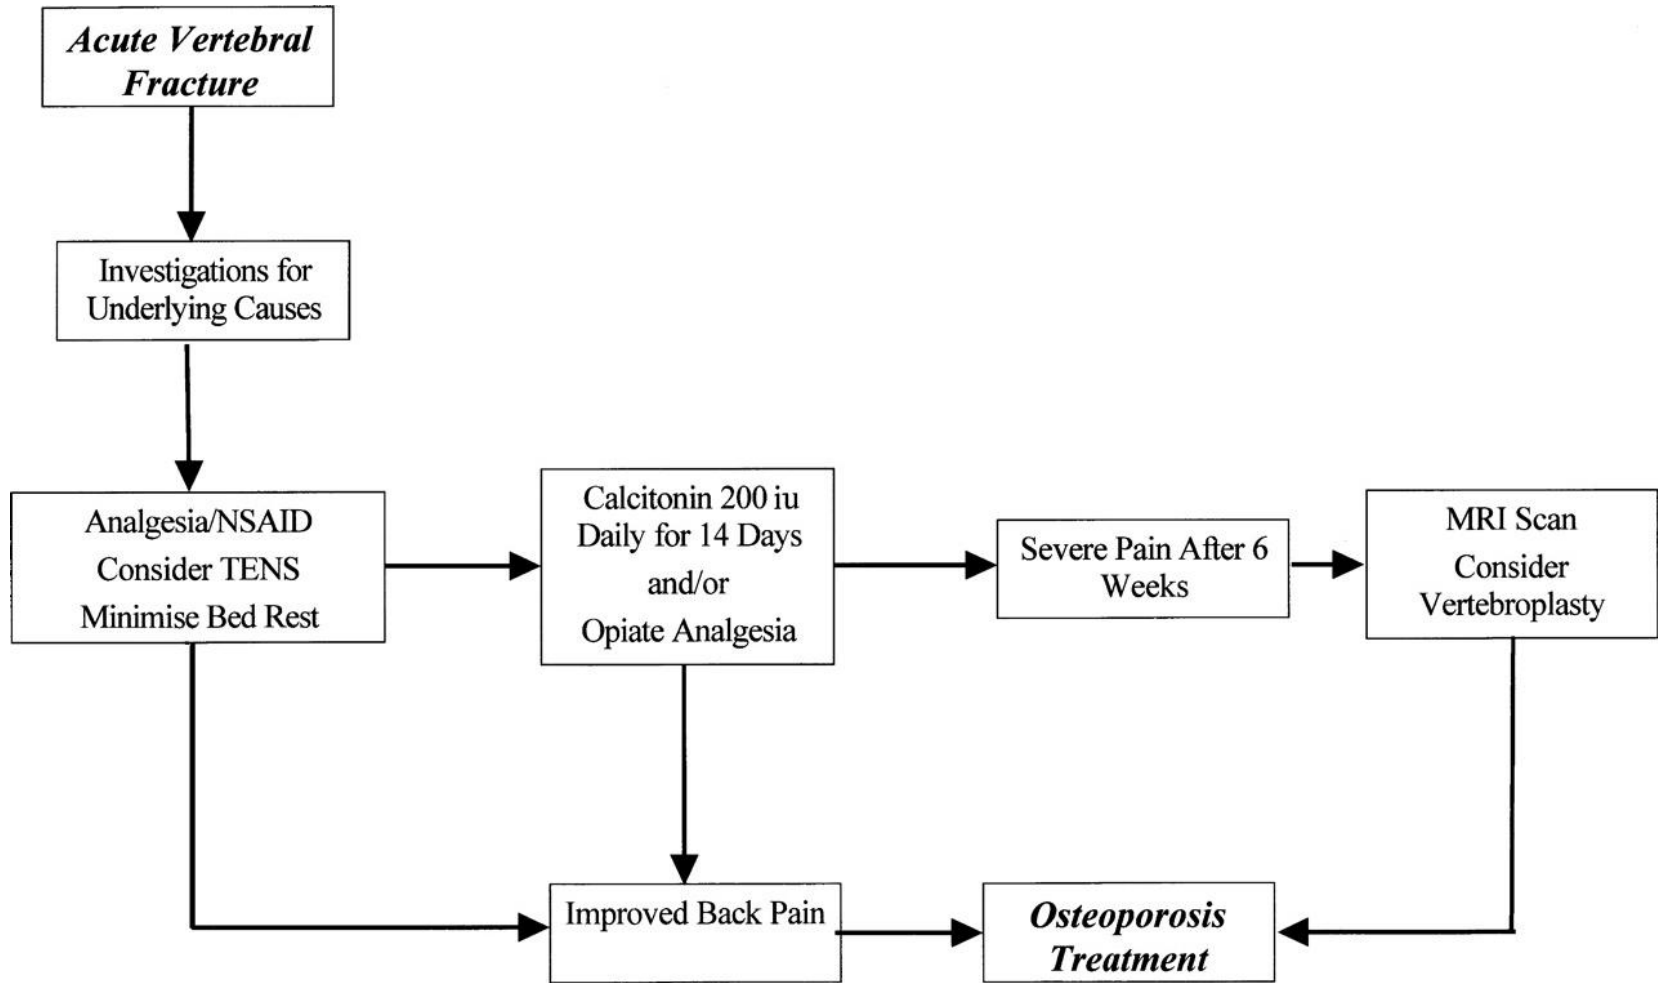 Acute Vertebral
Fracture
Investigations for
Underlying Causes
Analgesia/NSAID
Consider TENS
Minimise Bed Rest
Calcitonin 200 iu
Daily for 14 Days
and/or
Opiate Analgesia
Severe Pain After 6
Weeks
MRI Scan
Consider
Vertebroplasty
Improved Back Pain
Osteoporosis
Treatment